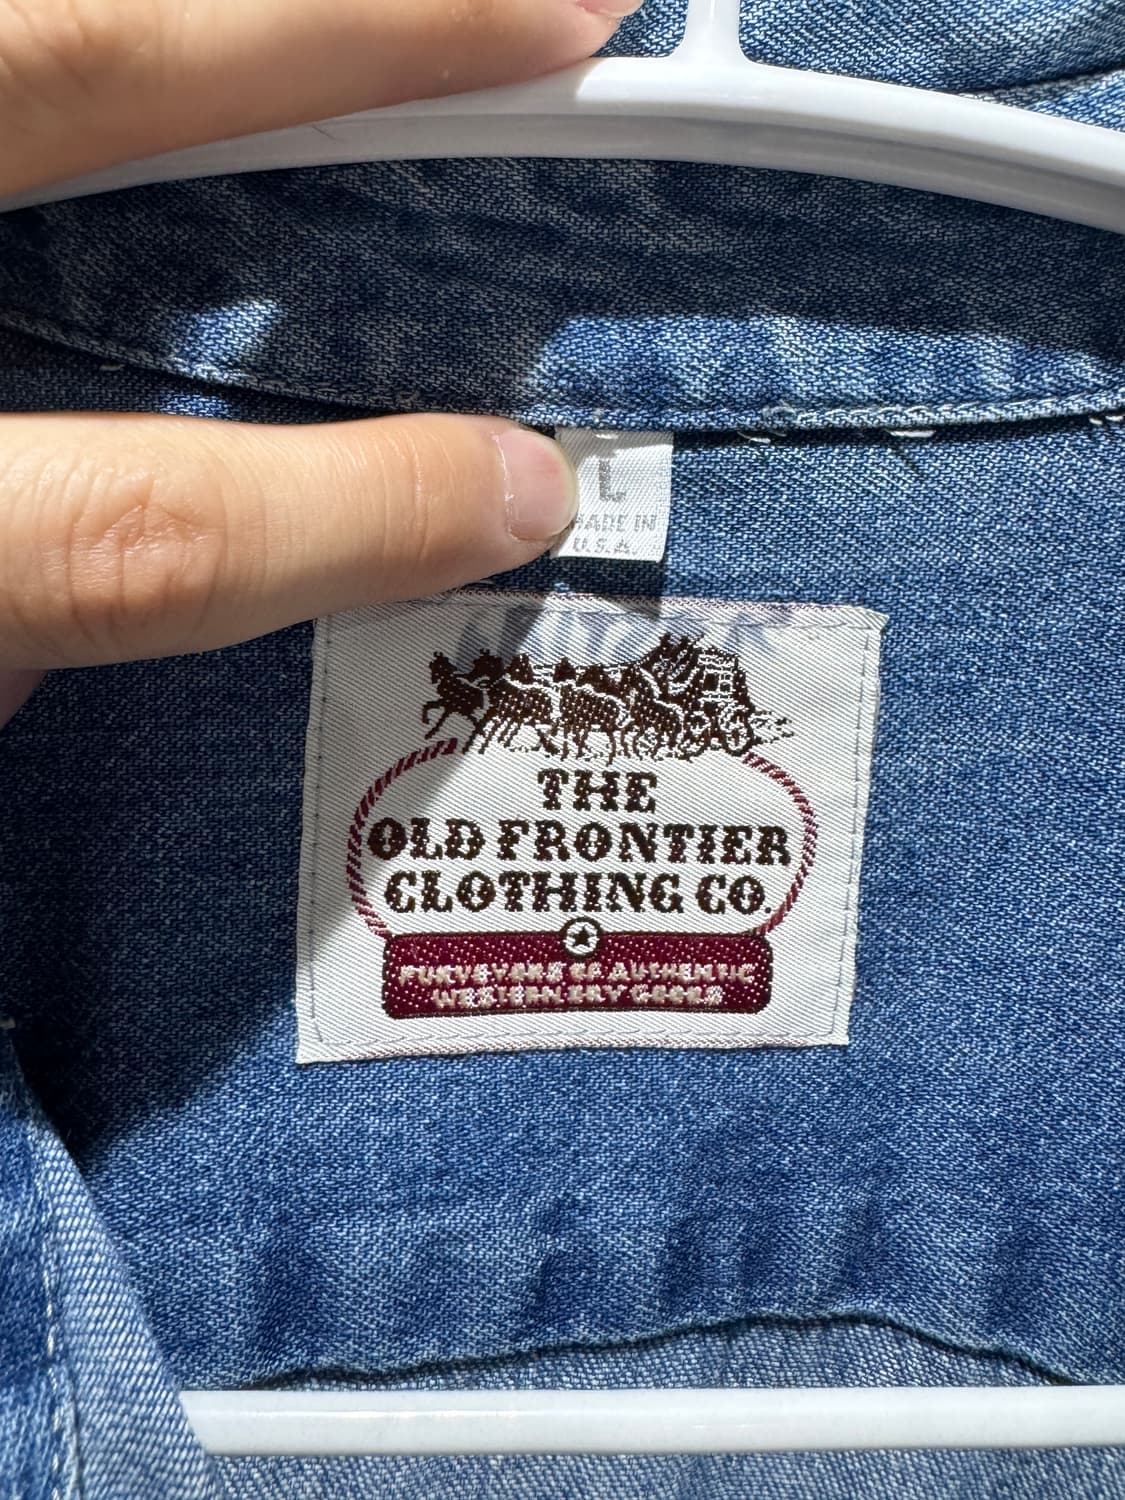 L
MADE IN
U.S.A.
THE
OLD FRONTIER
CLOTHING CO.
PURVEYORS OF AUTHENTIC
WESTERN DRY GOODS